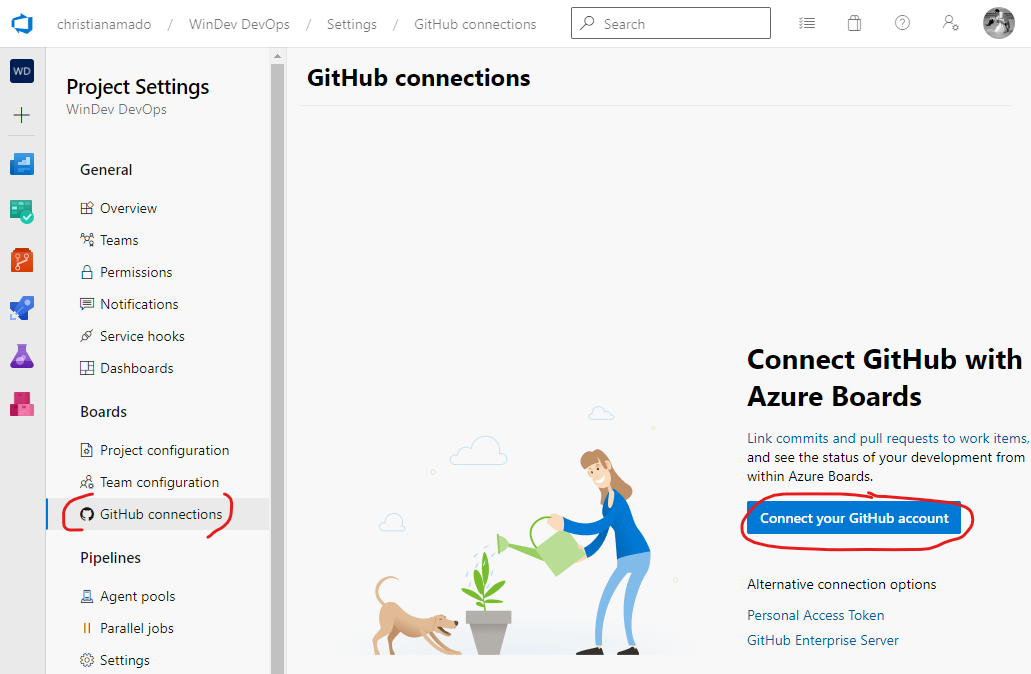 christianamado / WinDev DevOps / Settings / GitHub connections
Search
WD
Project Settings
WinDev DevOps
General
Overview
Teams
Permissions
Notifications
Service hooks
Dashboards
Boards
Project configuration
Team configuration
GitHub connections
Pipelines
Agent pools
Parallel jobs
Settings
GitHub connections
Connect GitHub with
Azure Boards
Link commits and pull requests to work items,
and see the status of your development from
within Azure Boards.
Connect your GitHub account
Alternative connection options
Personal Access Token
GitHub Enterprise Server